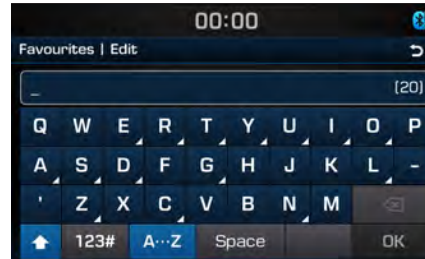 00:00
Favourites | Edit
_ [20]
Q W E R T Y U I O P
A S D F G H J K L -
' Z X C V B N M
123# A···Z Space OK